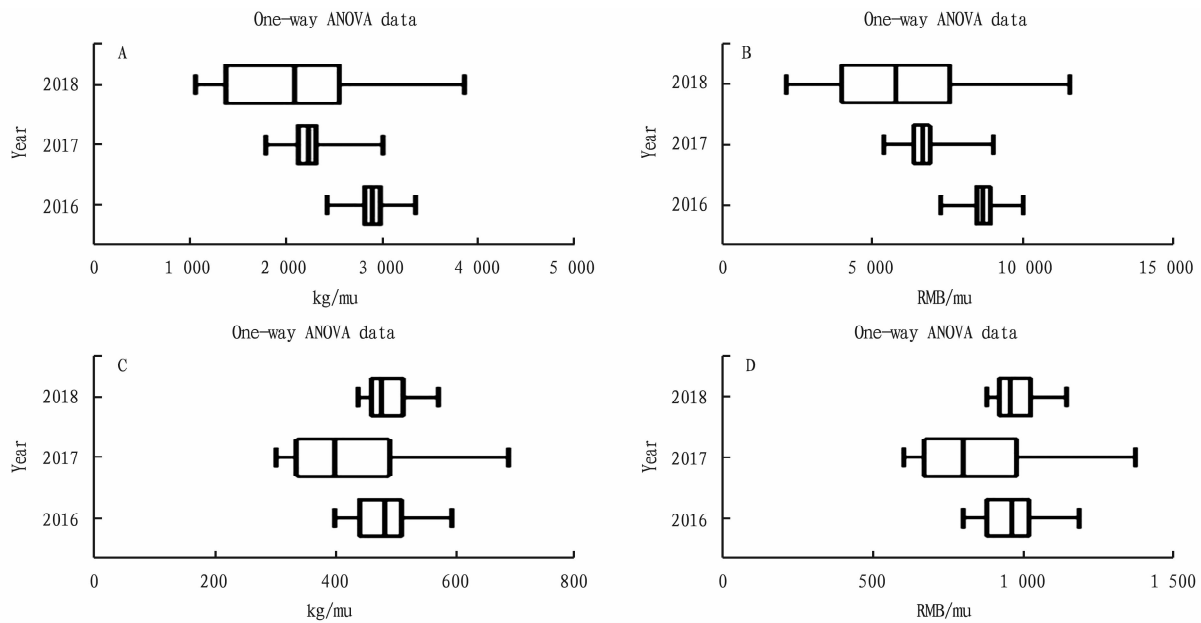 One-way ANOVA data
A
2018
2017
2016
Year
0 1 000 2 000 3 000 4 000 5 000
kg/mu
One-way ANOVA data
B
2018
2017
2016
Year
0 5 000 10 000 15 000
RMB/mu
One-way ANOVA data
C
2018
2017
2016
Year
0 200 400 600 800
kg/mu
One-way ANOVA data
D
2018
2017
2016
Year
0 500 1 000 1 500
RMB/mu